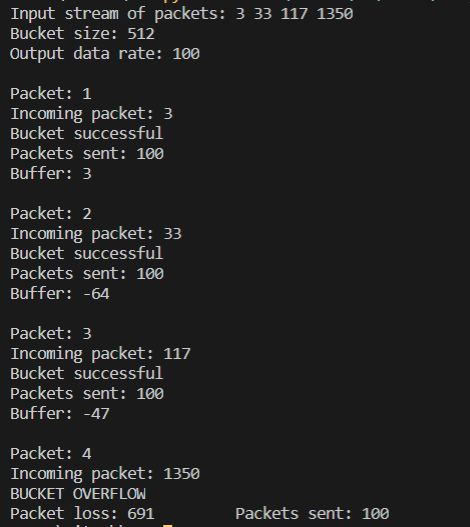 Input stream of packets: 3 33 117 1350
Bucket size: 512
Output data rate: 100
Packet: 1
Incoming packet: 3
Bucket successful
Packets sent: 100
Buffer: 3
Packet: 2
Incoming packet: 33
Bucket successful
Packets sent: 100
Buffer: -64
Packet: 3
Incoming packet: 117
Bucket successful
Packets sent: 100
Buffer: -47
Packet: 4
Incoming packet: 1350
BUCKET OVERFLOW
Packet loss: 691 Packets sent: 100